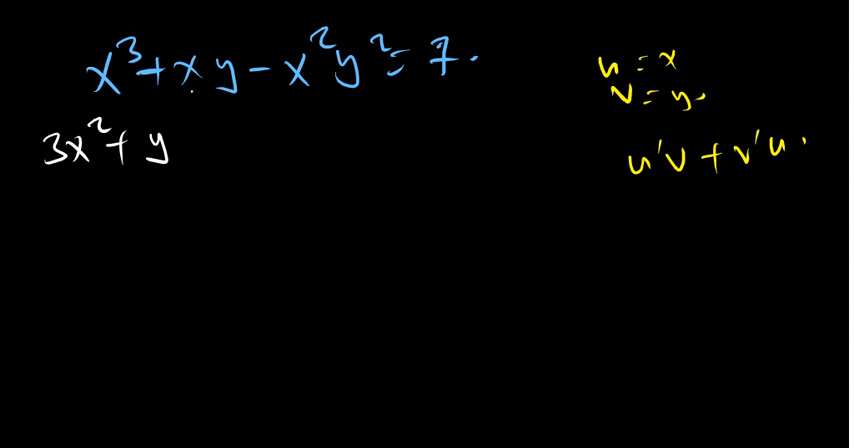 x³+xy-x²y²=7.
u=x
v=y.
3x²+y
u'v+v'u.